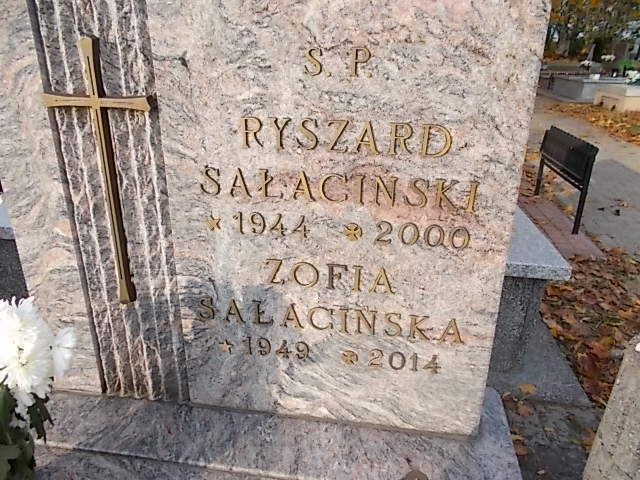 Ś. P.
RYSZARD
SAŁACIŃSKI
1944 2000
ZOFIA
SAŁACIŃSKA
1949 2014